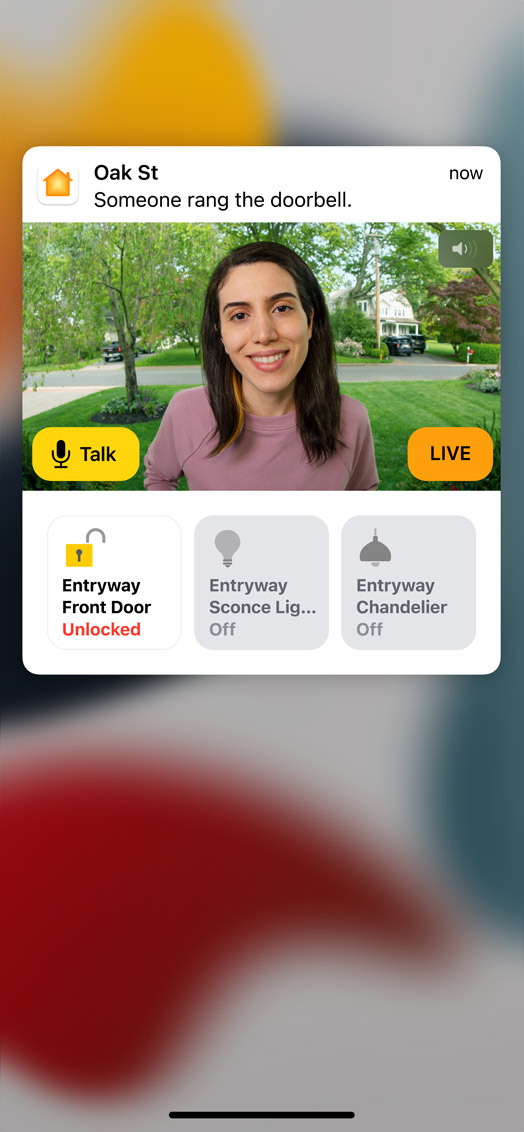 Oak St
now
Someone rang the doorbell.
Talk
LIVE
Entryway
Front Door
Unlocked
Entryway
Sconce Lig...
Off
Entryway
Chandelier
Off